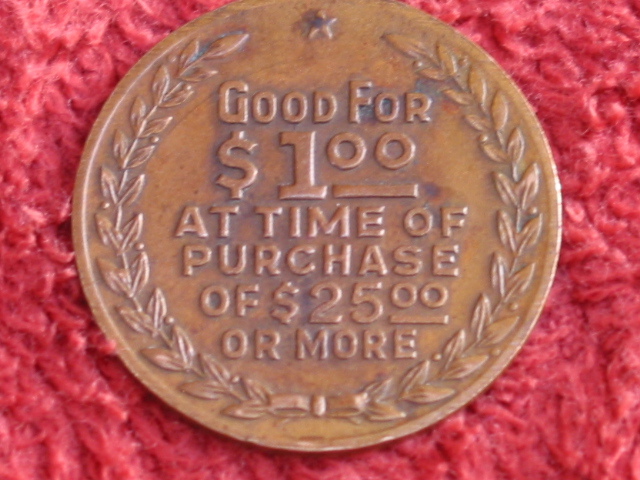 GOOD FOR
$1.00
AT TIME OF
PURCHASE
OF $25.00
OR MORE